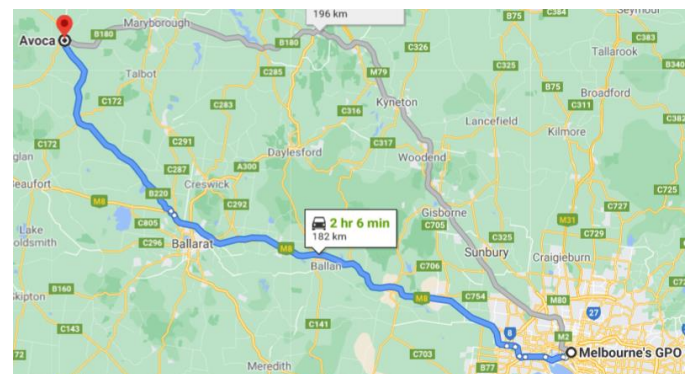 196 km
B75
C384
Seymour
Maryborough
B180
C383
Avoca
B180
C326
Tallarook
B340
C285
M79
C325
Talbot
B75
Broadford
C172
C283
Kyneton
C311
C316
Lancefield
C382
Kilmore
C291
C317
C172
Daylesford
Woodend
A300
C287
Creswick
C725
Beaufort
B220
M8
C292
2 hr 6 min
182 km
C727
Gisborne
M31
C805
C705
C729
Lake
Goldsmith
C296
Ballarat
M8
C325
Sunbury
Craigieburn
Ballan
C706
Skipton
B160
M8
C754
M80
27
C143
C141
8
M2
Melbourne's GPO
Meredith
C703
B77